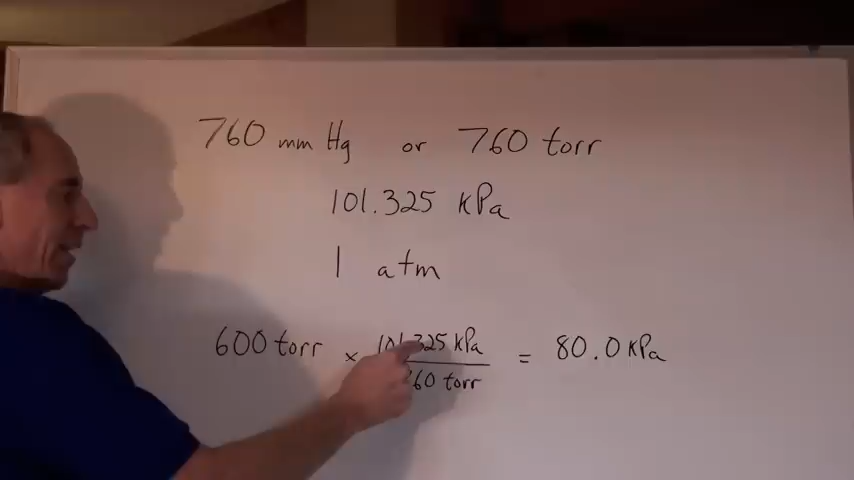 760 mm Hg or 760 torr
101.325 kPa
1 atm
600 torr × 101.325 kPa = 80.0 kPa
760 torr